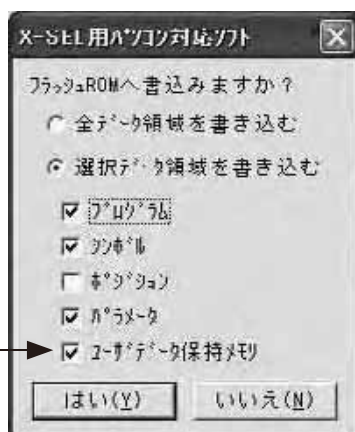 X-SEL用ﾊﾟｿｺﾝ対応ｿﾌﾄ
ﾌﾗｯｼｭROMへ書込みますか？
全ﾃﾞｰﾀ領域を書き込む
選択ﾃﾞｰﾀ領域を書き込む
ﾌﾟﾛｸﾞﾗﾑ
ｼﾝﾎﾞﾙ
ﾎﾟｼﾞｼｮﾝ
ﾊﾟﾗﾒｰﾀ
ﾕｰｻﾞﾃﾞｰﾀ保持ﾒﾓﾘ
はい(Y)
いいえ(N)